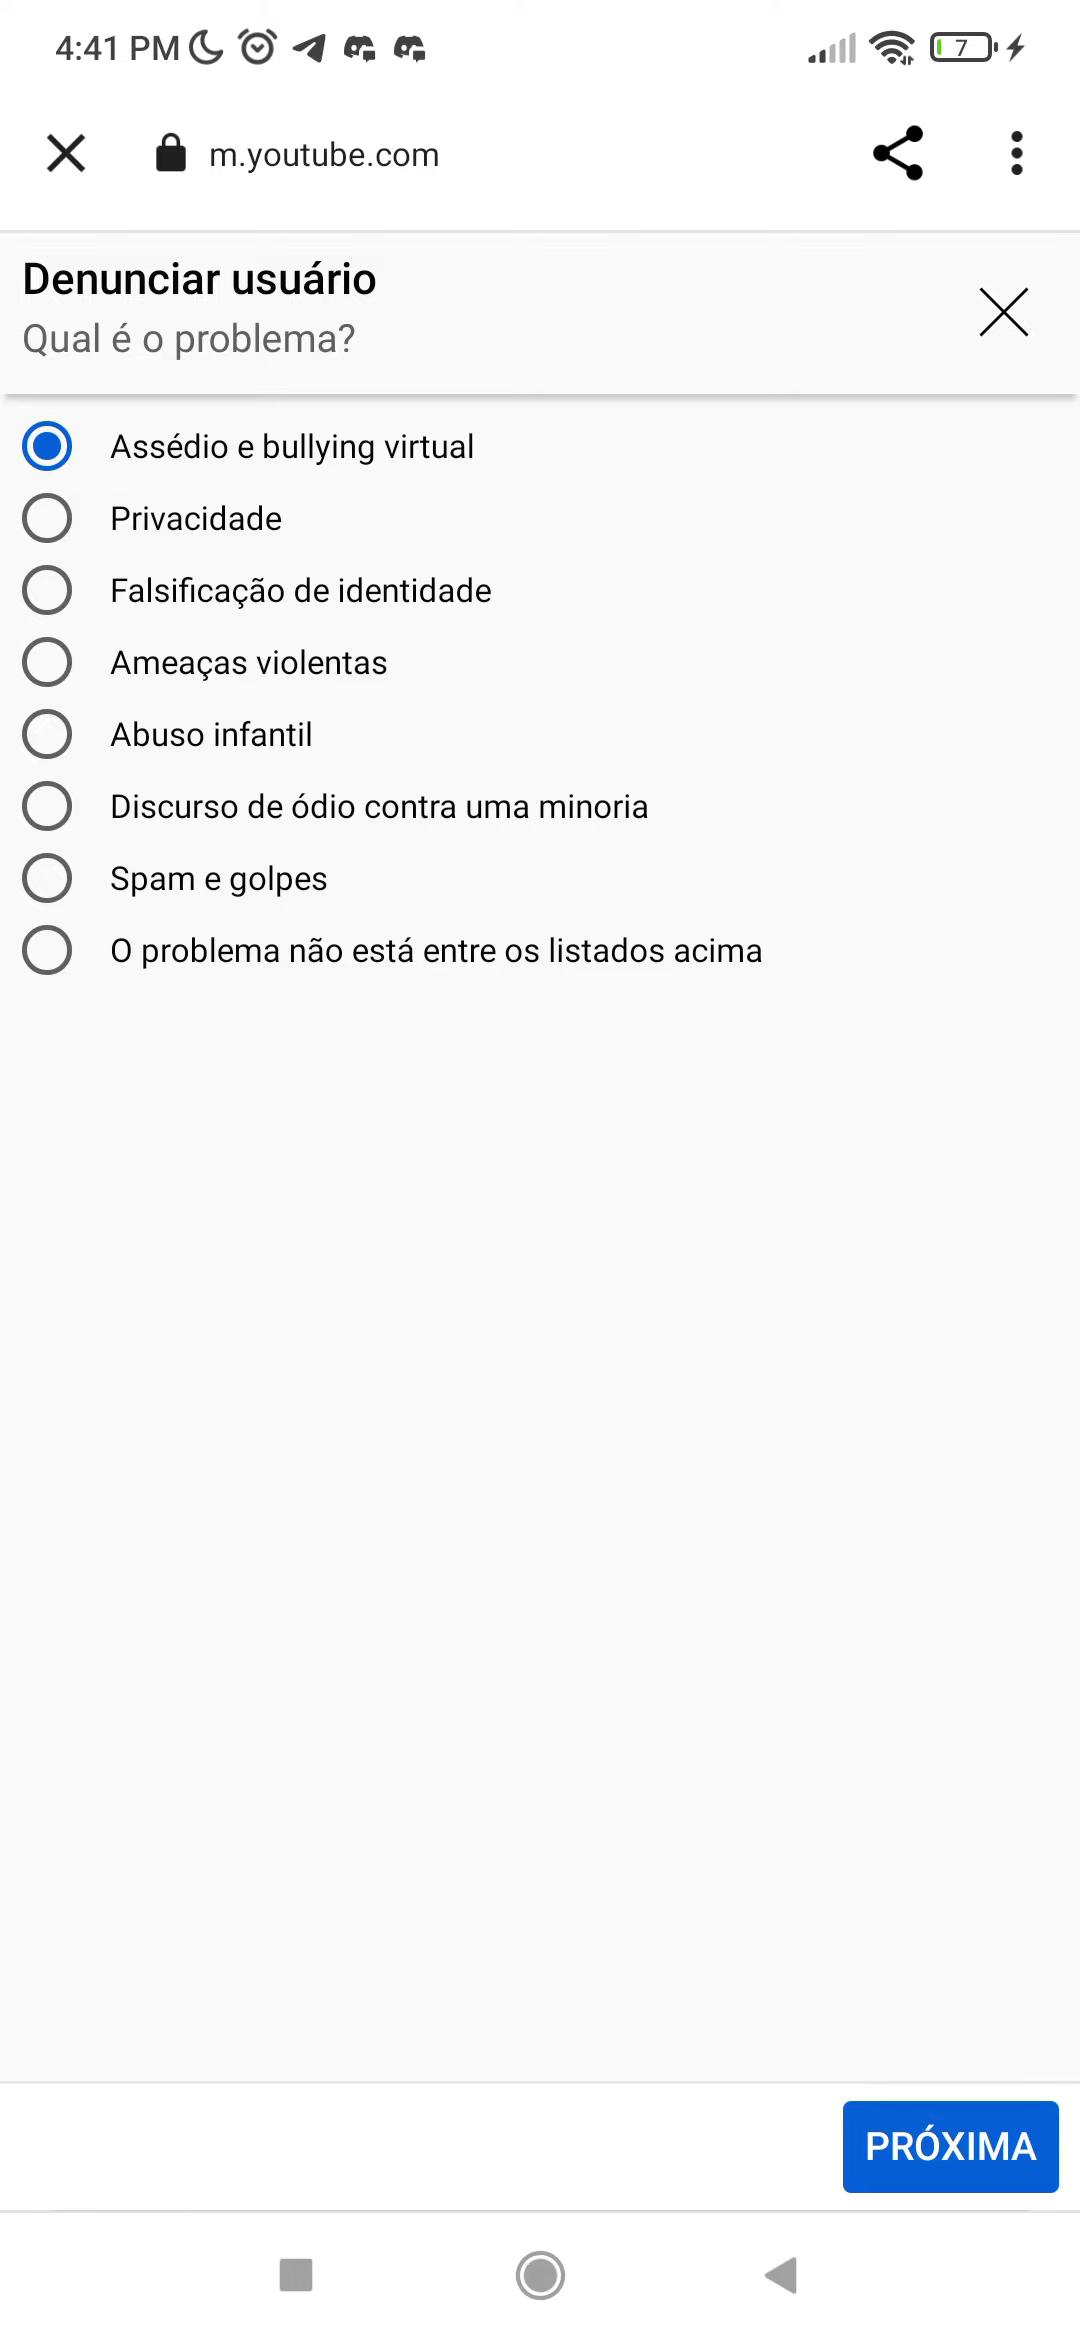 4:41 PM
7
m.youtube.com
Denunciar usuário
Qual é o problema?
Assédio e bullying virtual
Privacidade
Falsificação de identidade
Ameaças violentas
Abuso infantil
Discurso de ódio contra uma minoria
Spam e golpes
O problema não está entre os listados acima
PRÓXIMA